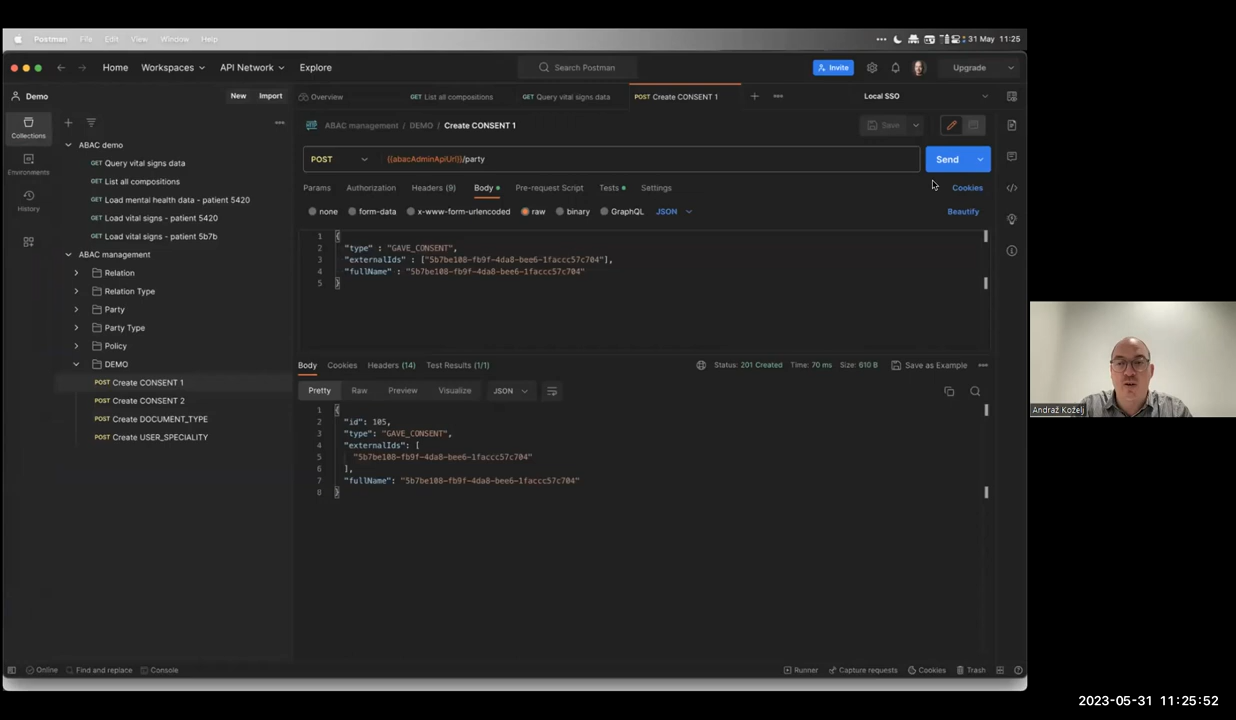 Postman File Edit View Window Help
31 May 11:25
Home Workspaces API Network Explore
Search Postman
Invite
Upgrade
Demo
New Import
Overview
GET List all compositions
GET Query vital signs data
POST Create CONSENT 1
Local SSO
Collections
Environments
History
ABAC demo
GET Query vital signs data
GET List all compositions
GET Load mental health data - patient 5420
GET Load vital signs - patient 5420
GET Load vital signs - patient 5b7b
ABAC management
Relation
Relation Type
Party
Party Type
Policy
DEMO
POST Create CONSENT 1
POST Create CONSENT 2
POST Create DOCUMENT_TYPE
POST Create USER_SPECIALITY
ABAC management / DEMO / Create CONSENT 1
Save
POST {{abacAdminApiUrl}}/party
Send
Params Authorization Headers (9) Body Pre-request Script Tests Settings
Cookies
none form-data x-www-form-urlencoded raw binary GraphQL JSON
Beautify
1 {
2 "type" : "GAVE_CONSENT",
3 "externalIds" : ["5b7be108-fb9f-4da8-bee6-1faccc57c704"],
4 "fullName" : "5b7be108-fb9f-4da8-bee6-1faccc57c704"
5 }
Body Cookies Headers (14) Test Results (1/1)
Status: 201 Created Time: 70 ms Size: 610 B Save as Example
Pretty Raw Preview Visualize JSON
1 {
2 "id": 105,
3 "type": "GAVE_CONSENT",
4 "externalIds": [
5 "5b7be108-fb9f-4da8-bee6-1faccc57c704"
6 ],
7 "fullName": "5b7be108-fb9f-4da8-bee6-1faccc57c704"
8 }
Online Find and replace Console
Runner Capture requests Cookies Trash
Andraž Koželj
2023-05-31 11:25:52